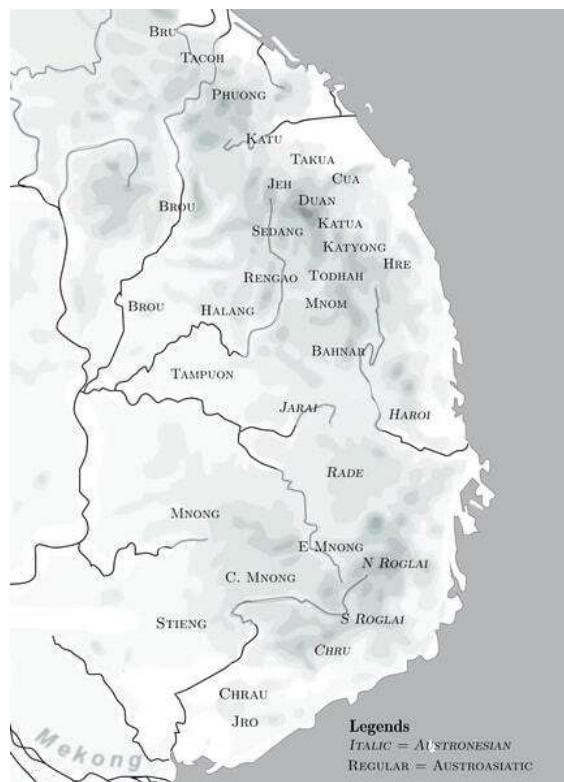 BRU
TACOH
PHUONG
KATU
TAKUA
CUA
JEH
DUAN
BROU
KATUA
SEDANG
KATYONG
HRE
RENGAO
TODHAH
BROU
HALANG
MNOM
BAHNAR
TAMPUON
JARAI
HAROI
RADE
MNONG
E MNONG
N ROGLAI
C. MNONG
STIENG
S ROGLAI
CHRU
CHRAU
JRO
Mekong
Legends
ITALIC = AUSTRONESIAN
REGULAR = AUSTROASIATIC